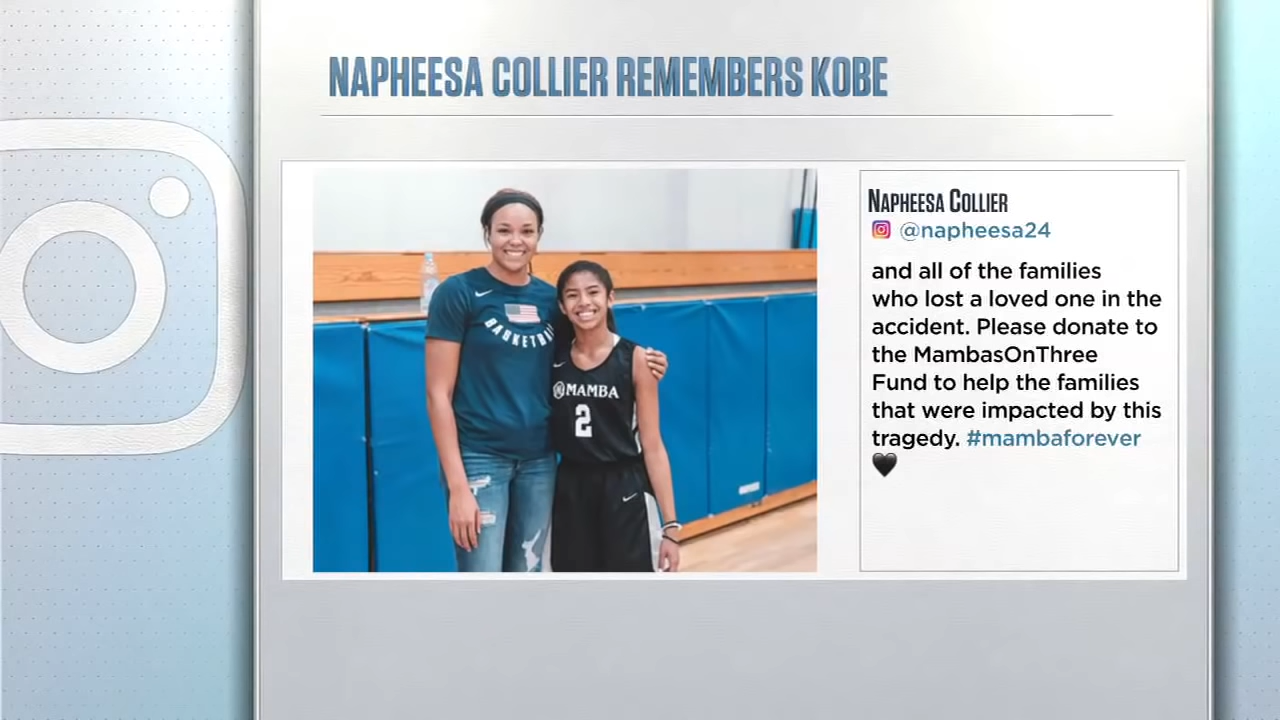 NAPHEESA COLLIER REMEMBERS KOBE
BASKETBALL
MAMBA
2
NAPHEESA COLLIER
@napheesa24
and all of the families
who lost a loved one in the
accident. Please donate to
the MambasOnThree
Fund to help the families
that were impacted by this
tragedy. #mambaforever
🖤